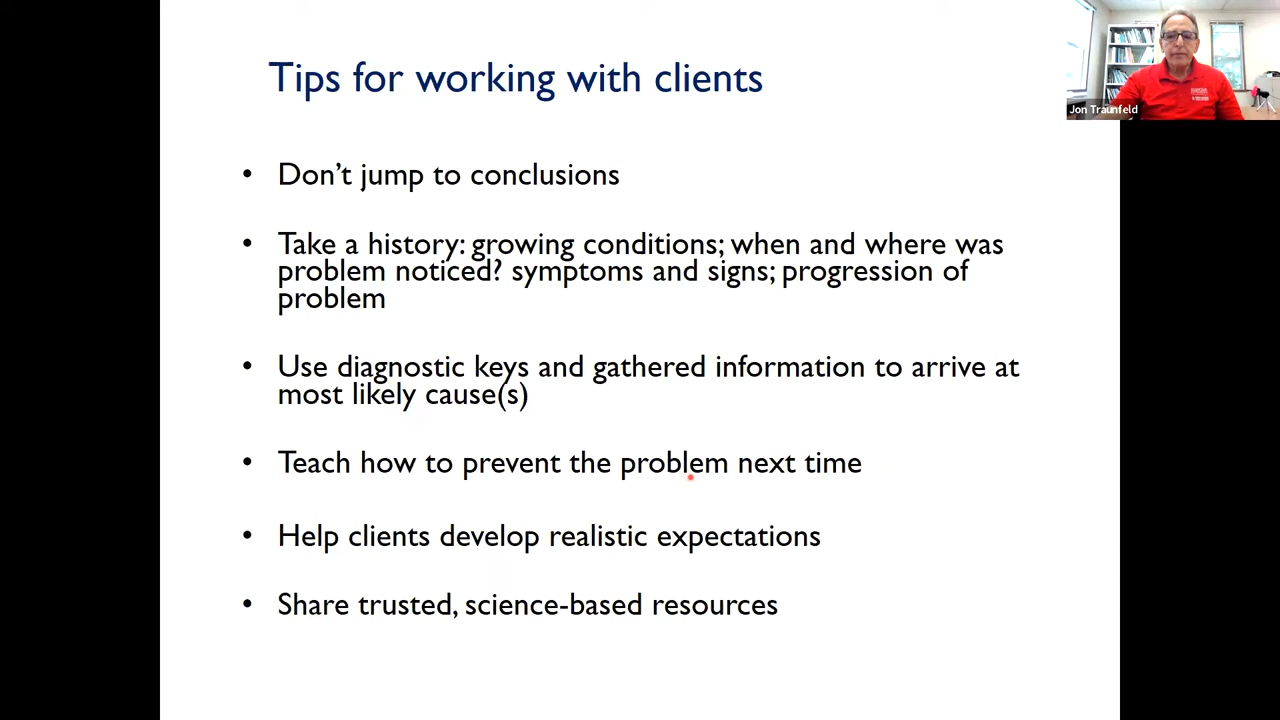 Tips for working with clients
Jon Traunfeld
• Don't jump to conclusions
• Take a history: growing conditions; when and where was
problem noticed? symptoms and signs; progression of
problem
• Use diagnostic keys and gathered information to arrive at
most likely cause(s)
• Teach how to prevent the problem next time
• Help clients develop realistic expectations
• Share trusted, science-based resources